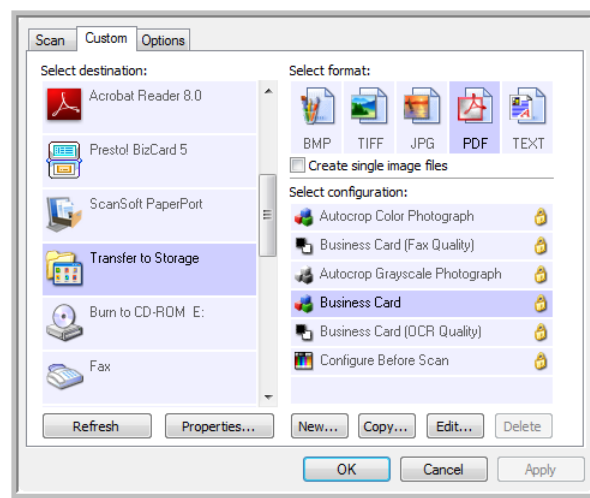 Scan Custom Options
Select destination:
Acrobat Reader 8.0
Presto! BizCard 5
ScanSoft PaperPort
Transfer to Storage
Burn to CD-ROM E:
Fax
Refresh Properties...
Select format:
BMP TIFF JPG PDF TEXT
Create single image files
Select configuration:
Autocrop Color Photograph
Business Card (Fax Quality)
Autocrop Grayscale Photograph
Business Card
Business Card (OCR Quality)
Configure Before Scan
New... Copy... Edit... Delete
OK Cancel Apply